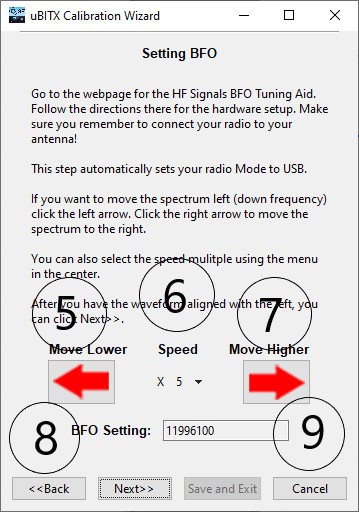 uBITX Calibration Wizard
Setting BFO
Go to the webpage for the HF Signals BFO Tuning Aid.
Follow the directions there for the hardware setup. Make
sure you remember to connect your radio to your
antenna!
This step automatically sets your radio Mode to USB.
If you want to move the spectrum left (down frequency)
click the left arrow. Click the right arrow to move the
spectrum to the right.
You can also select the speed mulitple using the menu
in the center.
After you have the waveform aligned with the left, you
can click Next>>.
5 6 7
Move Lower Speed Move Higher
X 5
8 9
BFO Setting: 11996100
<<Back Next>> Save and Exit Cancel